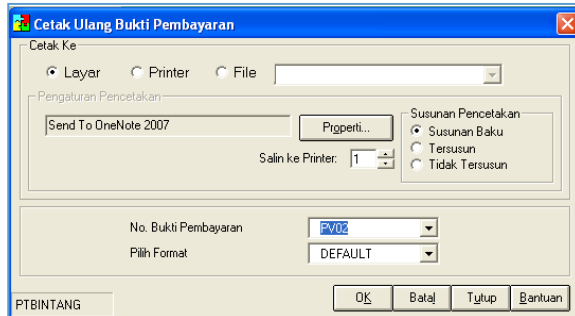 Cetak Ulang Bukti Pembayaran
Cetak Ke
Layar Printer File
Pengaturan Pencetakan
Send To OneNote 2007 Properti...
Salin ke Printer: 1
Susunan Pencetakan
Susunan Baku
Tersusun
Tidak Tersusun
No. Bukti Pembayaran PV02
Pilih Format DEFAULT
PTBINTANG OK Batal Tutup Bantuan